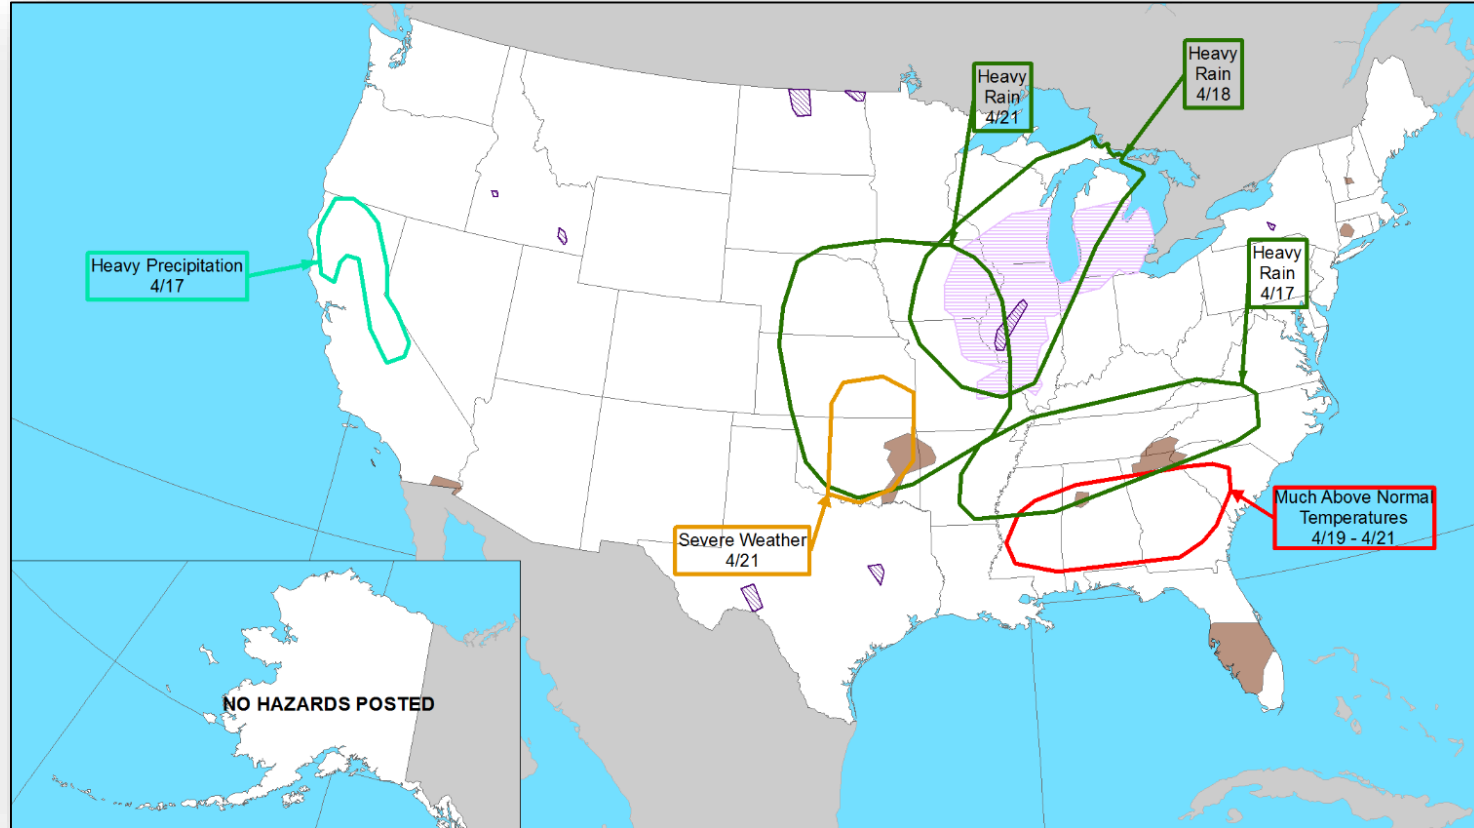 Heavy
Rain
4/18
Heavy
Rain
4/21
Heavy
Rain
4/17
Heavy Precipitation
4/17
Much Above Normal
Temperatures
4/19 - 4/21
Severe Weather
4/21
NO HAZARDS POSTED